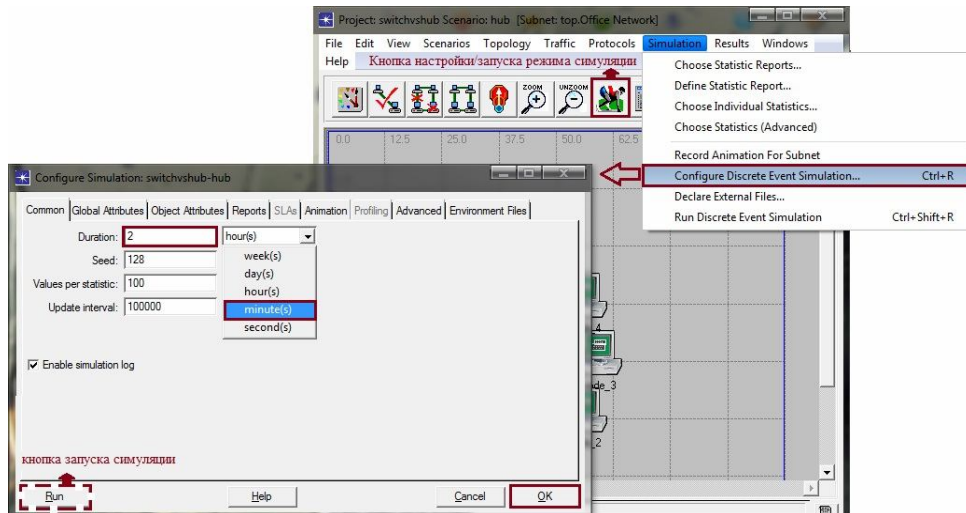 Project: switchvshub Scenario: hub [Subnet: top.Office Network]
File Edit View Scenarios Topology Traffic Protocols Simulation Results Windows
Help Кнопка настройки/запуска режима симуляции
ZOOM UNZOOM
0.0 12.5 25.0 37.5 50.0 62.5
Choose Statistic Reports...
Define Statistic Report...
Choose Individual Statistics...
Choose Statistics (Advanced)
Record Animation For Subnet
Configure Discrete Event Simulation... Ctrl+R
Declare External Files...
Run Discrete Event Simulation Ctrl+Shift+R
Configure Simulation: switchvshub-hub
Common Global Attributes Object Attributes Reports SLAs Animation Profiling Advanced Environment Files
Duration: 2 hour(s)
Seed: 128
Values per statistic: 100
Update interval: 100000
week(s)
day(s)
hour(s)
minute(s)
second(s)
Enable simulation log
_4
de_3
_2
кнопка запуска симуляции
Run Help Cancel OK